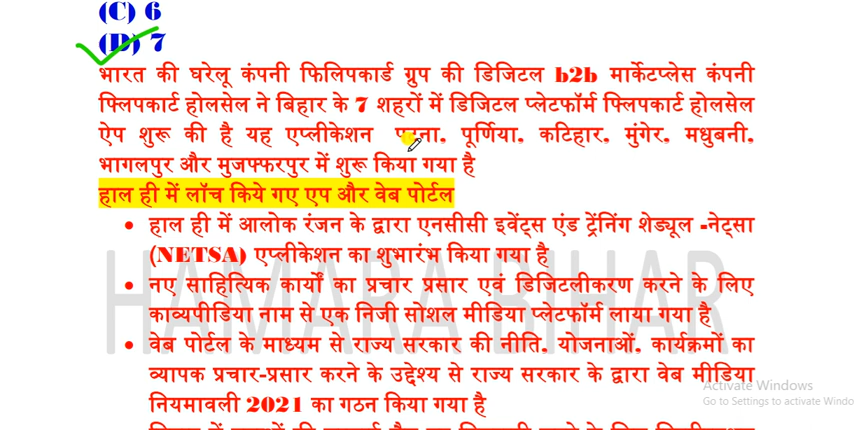 (C) 6
(D) 7
भारत की घरेलू कंपनी फिलिपकार्ड ग्रुप की डिजिटल b2b मार्केटप्लेस कंपनी
फ्लिपकार्ट होलसेल ने बिहार के 7 शहरों में डिजिटल प्लेटफॉर्म फ्लिपकार्ट होलसेल
ऐप शुरू की है यह एप्लीकेशन पटना, पूर्णिया, कटिहार, मुंगेर, मधुबनी,
भागलपुर और मुजफ्फरपुर में शुरू किया गया है
हाल ही में लॉच किये गए एप और वेब पोर्टल
• हाल ही में आलोक रंजन के द्वारा एनसीसी इवेंट्स एंड ट्रेंनिंग शेड्यूल -नेट्सा
(NETSA) एप्लीकेशन का शुभारंभ किया गया है
• नए साहित्यिक कार्यों का प्रचार प्रसार एवं डिजिटलीकरण करने के लिए
काव्यपीडिया नाम से एक निजी सोशल मीडिया प्लेटफॉर्म लाया गया है
• वेब पोर्टल के माध्यम से राज्य सरकार की नीति, योजनाओं, कार्यक्रमों का
व्यापक प्रचार-प्रसार करने के उद्देश्य से राज्य सरकार के द्वारा वेब मीडिया
नियमावली 2021 का गठन किया गया है
HAMARA BIHAR
Activate Windows
Go to Settings to activate Windo